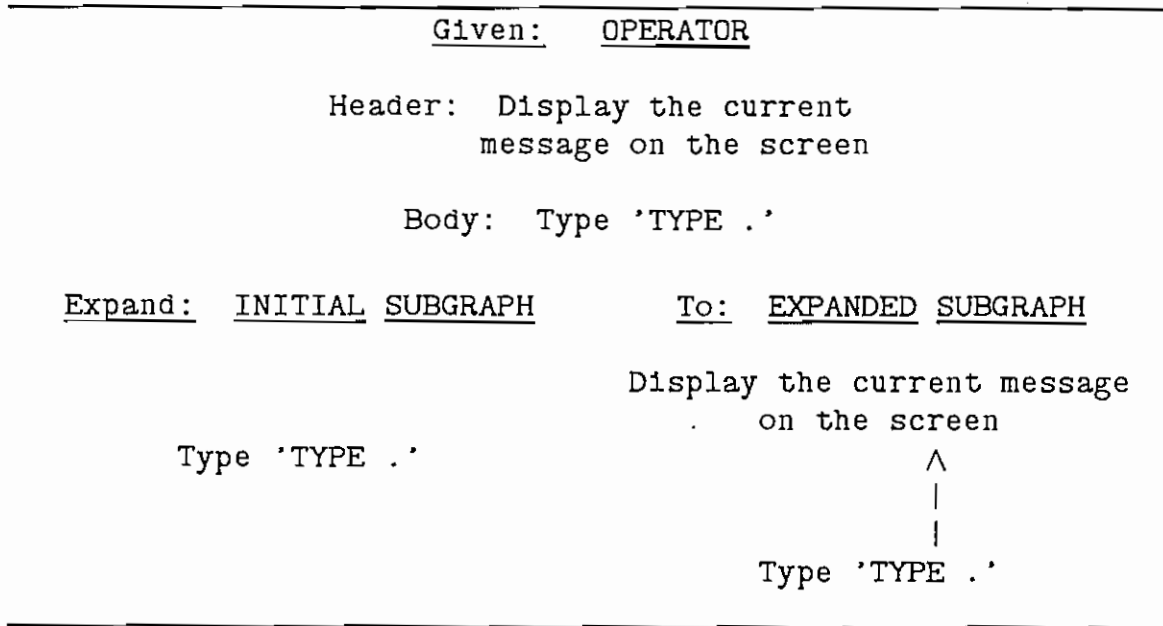 Given: OPERATOR
Header: Display the current
message on the screen
Body: Type 'TYPE .'
Expand: INITIAL SUBGRAPH
To: EXPANDED SUBGRAPH
Type 'TYPE .'
Display the current message
on the screen
Type 'TYPE .'